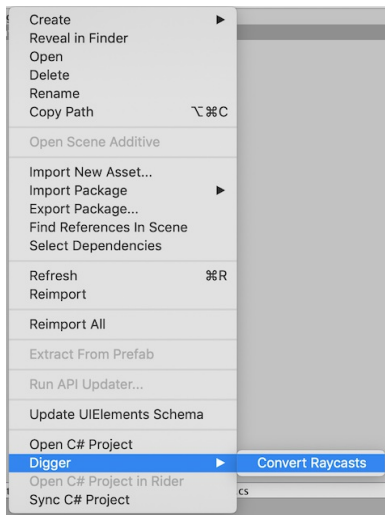 Create
Reveal in Finder
Open
Delete
Rename
Copy Path ⌥⌘C
Open Scene Additive
Import New Asset...
Import Package
Export Package...
Find References In Scene
Select Dependencies
Refresh ⌘R
Reimport
Reimport All
Extract From Prefab
Run API Updater...
Update UIElements Schema
Open C# Project
Digger Convert Raycasts
Open C# Project in Rider
cs
Sync C# Project